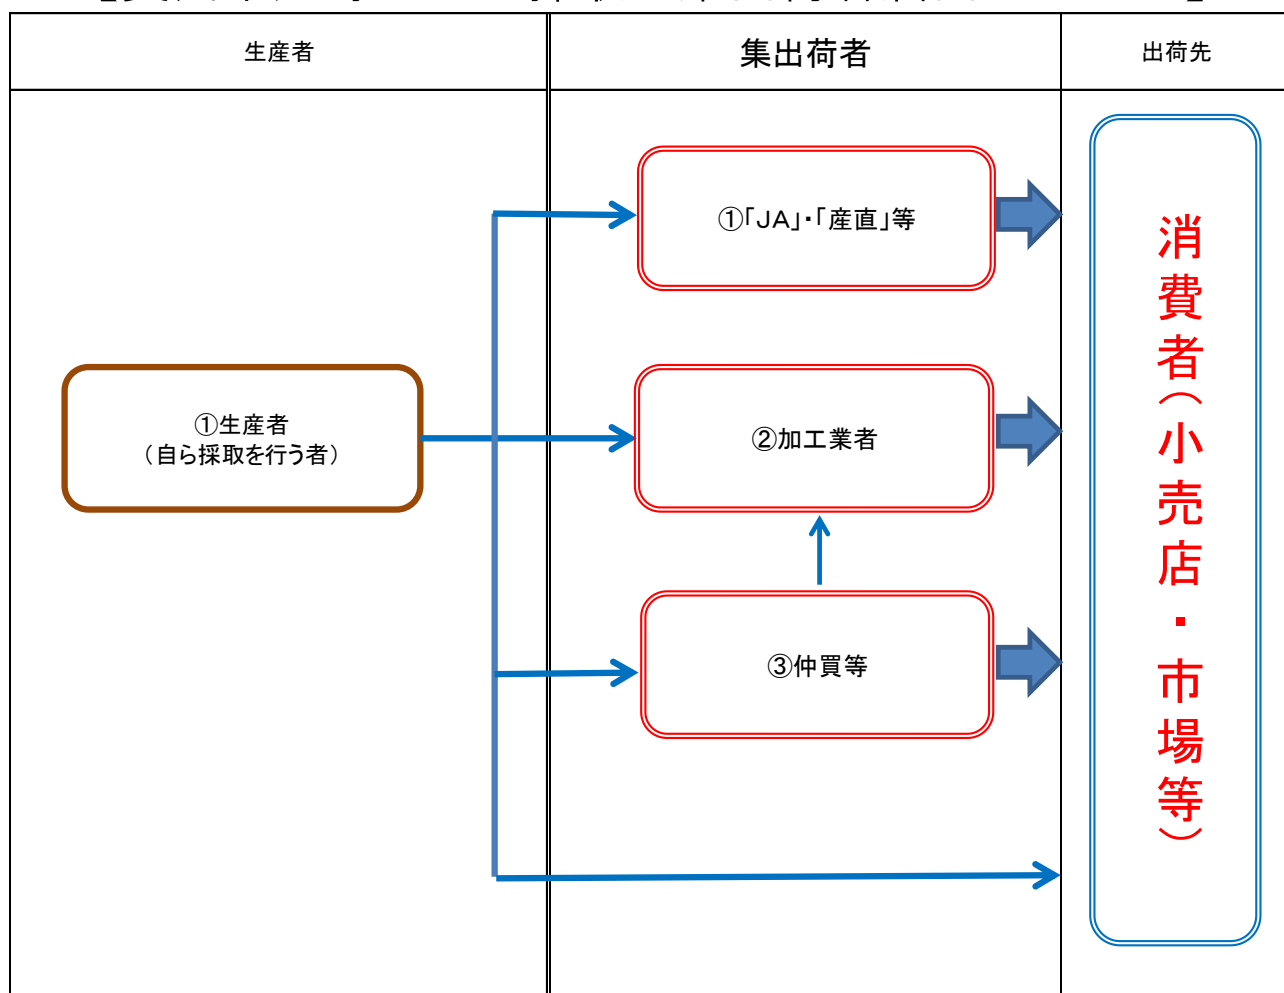 生産者
集出荷者
出荷先
①「JA」・「産直」等
①生産者
（自ら採取を行う者）
②加工業者
③仲買等
消費者（小売店・市場等）